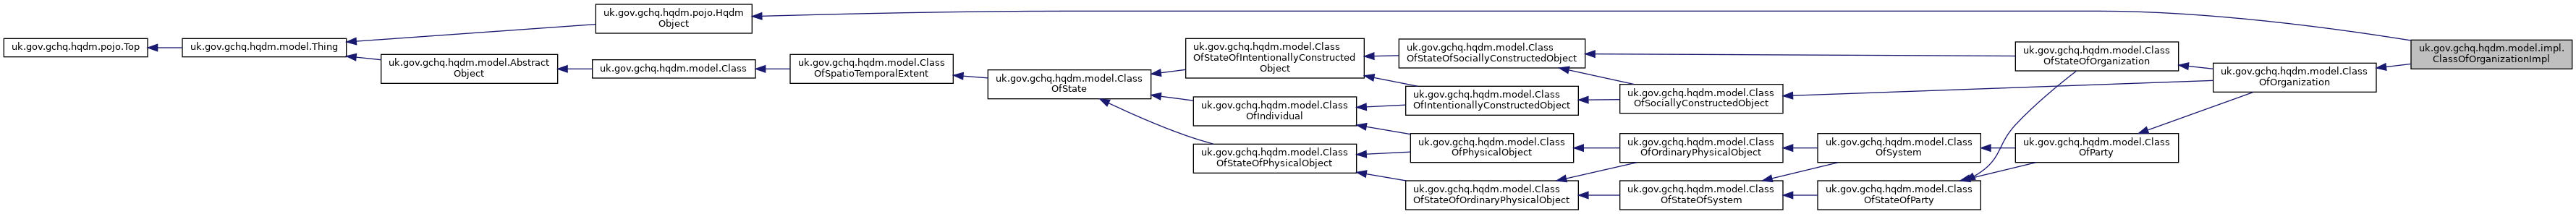 uk.gov.gchq.hqdm.pojo.Top
uk.gov.gchq.hqdm.model.Thing
uk.gov.gchq.hqdm.pojo.Hqdm
Object
uk.gov.gchq.hqdm.model.Abstract
Object
uk.gov.gchq.hqdm.model.Class
uk.gov.gchq.hqdm.model.Class
OfSpatioTemporalExtent
uk.gov.gchq.hqdm.model.Class
OfState
uk.gov.gchq.hqdm.model.Class
OfStateOfIntentionallyConstructed
Object
uk.gov.gchq.hqdm.model.Class
OfIndividual
uk.gov.gchq.hqdm.model.Class
OfStateOfPhysicalObject
uk.gov.gchq.hqdm.model.Class
OfStateOfSociallyConstructedObject
uk.gov.gchq.hqdm.model.Class
OfIntentionallyConstructedObject
uk.gov.gchq.hqdm.model.Class
OfPhysicalObject
uk.gov.gchq.hqdm.model.Class
OfStateOfOrdinaryPhysicalObject
uk.gov.gchq.hqdm.model.Class
OfSociallyConstructedObject
uk.gov.gchq.hqdm.model.Class
OfOrdinaryPhysicalObject
uk.gov.gchq.hqdm.model.Class
OfStateOfSystem
uk.gov.gchq.hqdm.model.Class
OfSystem
uk.gov.gchq.hqdm.model.Class
OfStateOfParty
uk.gov.gchq.hqdm.model.Class
OfStateOfOrganization
uk.gov.gchq.hqdm.model.Class
OfParty
uk.gov.gchq.hqdm.model.Class
OfOrganization
uk.gov.gchq.hqdm.model.impl.
ClassOfOrganizationImpl